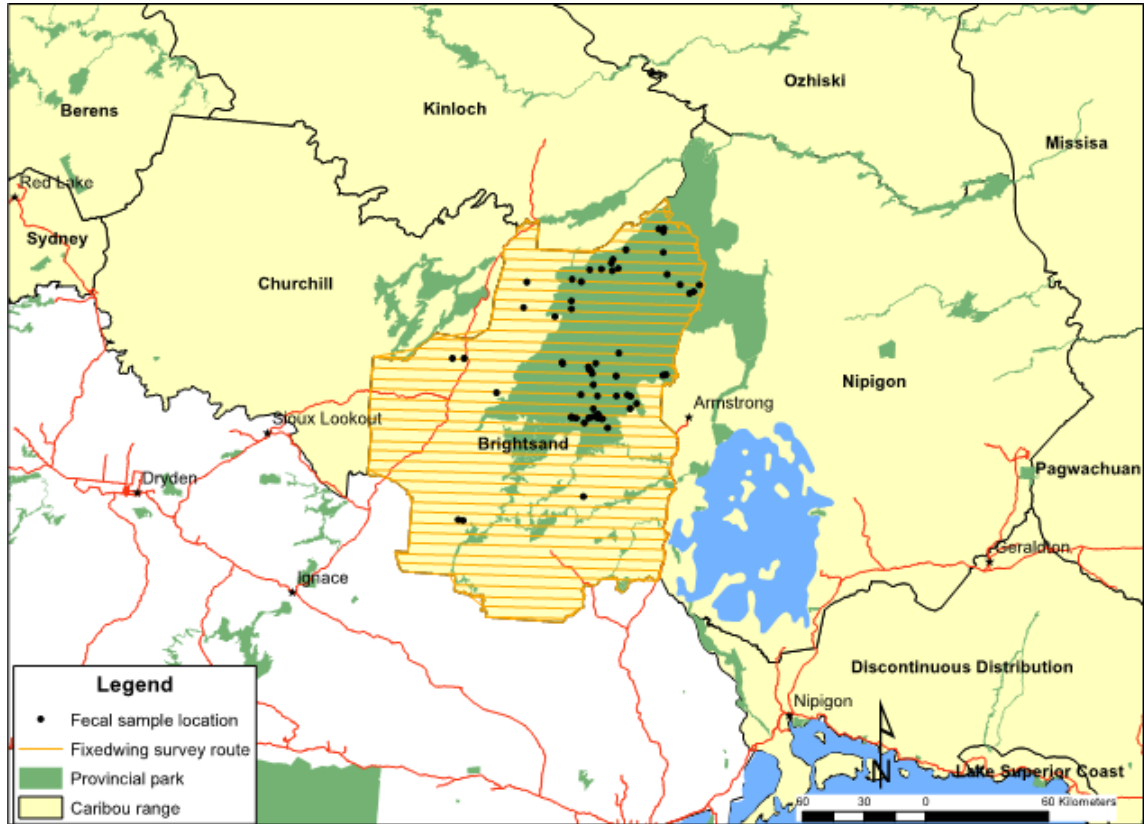 Ozhiski
Berens
Kinloch
Missisa
Red Lake
Sydney
Churchill
Nipigon
Armstrong
Sioux Lookout
Brightsand
Pagwachuan
Dryden
Geraldton
Ignace
Discontinuous Distribution
Legend
Fecal sample location
Fixedwing survey route
Provincial park
Caribou range
Nipigon
N
Lake Superior Coast
60 30 0 60 Kilometers